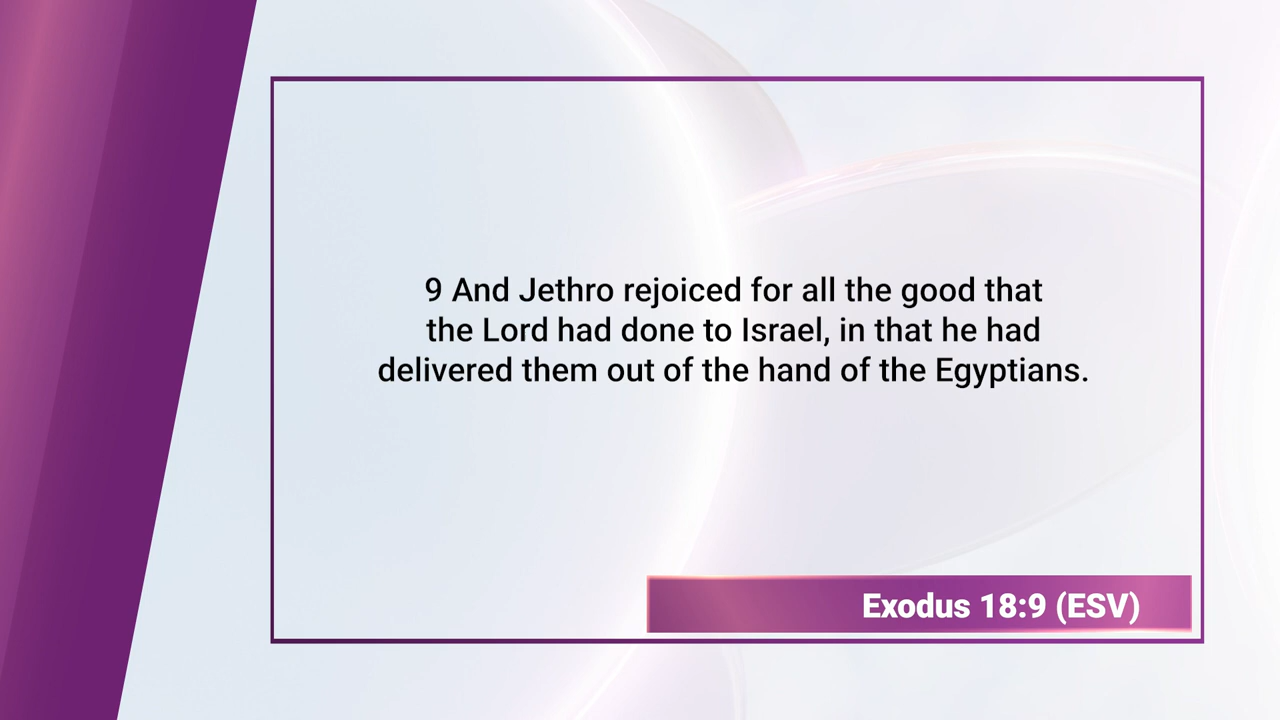 9 And Jethro rejoiced for all the good that
the Lord had done to Israel, in that he had
delivered them out of the hand of the Egyptians.
Exodus 18:9 (ESV)